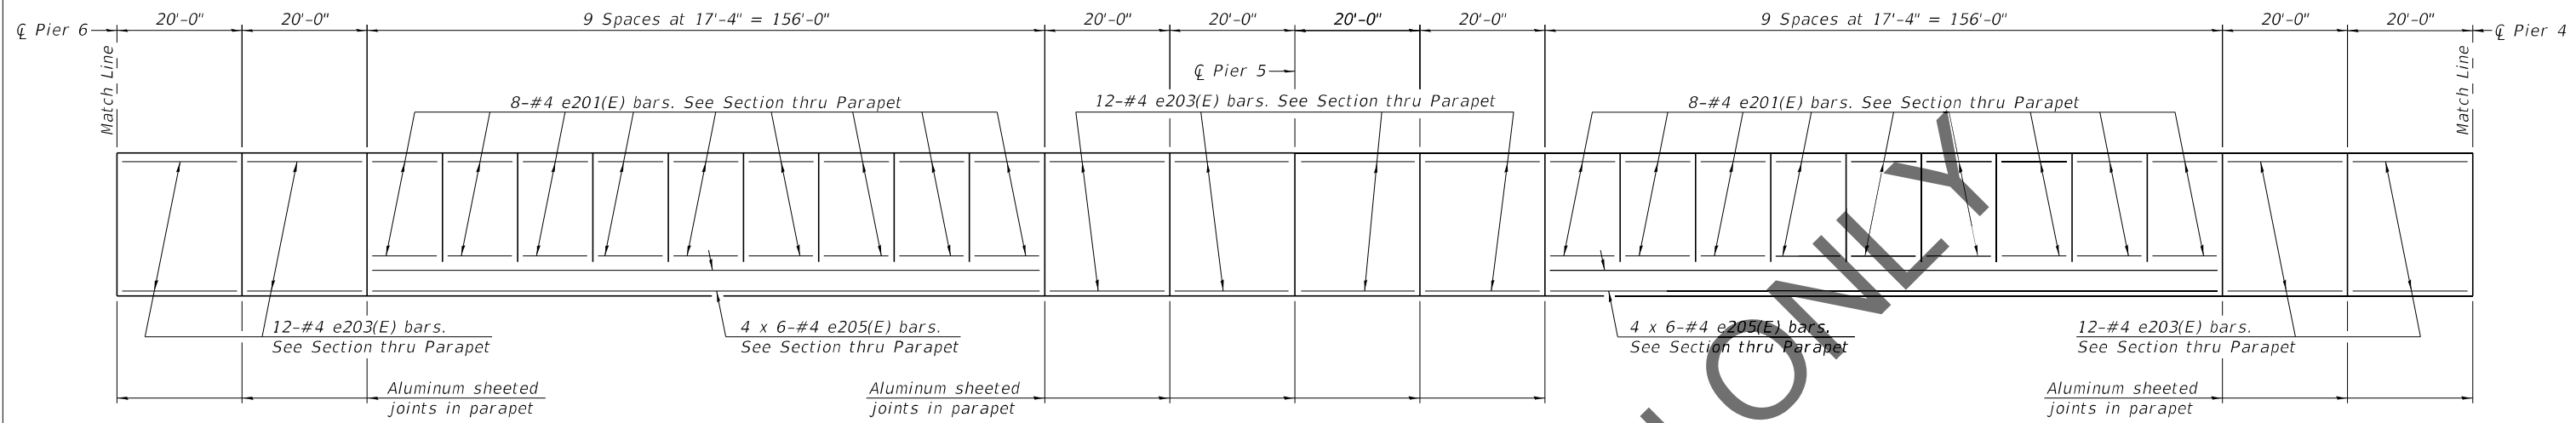 20'-0" 20'-0" 9 Spaces at 17'-4" = 156'-0" 20'-0" 20'-0" 20'-0" 20'-0" 9 Spaces at 17'-4" = 156'-0" 20'-0" 20'-0"
℄ Pier 6
℄ Pier 4
Match Line
Match Line
℄ Pier 5
8-#4 e201(E) bars. See Section thru Parapet
12-#4 e203(E) bars. See Section thru Parapet
8-#4 e201(E) bars. See Section thru Parapet
12-#4 e203(E) bars.
See Section thru Parapet
4 x 6-#4 e205(E) bars.
See Section thru Parapet
4 x 6-#4 e205(E) bars.
See Section thru Parapet
12-#4 e203(E) bars.
See Section thru Parapet
Aluminum sheeted
joints in parapet
Aluminum sheeted
joints in parapet
Aluminum sheeted
joints in parapet
ONLY